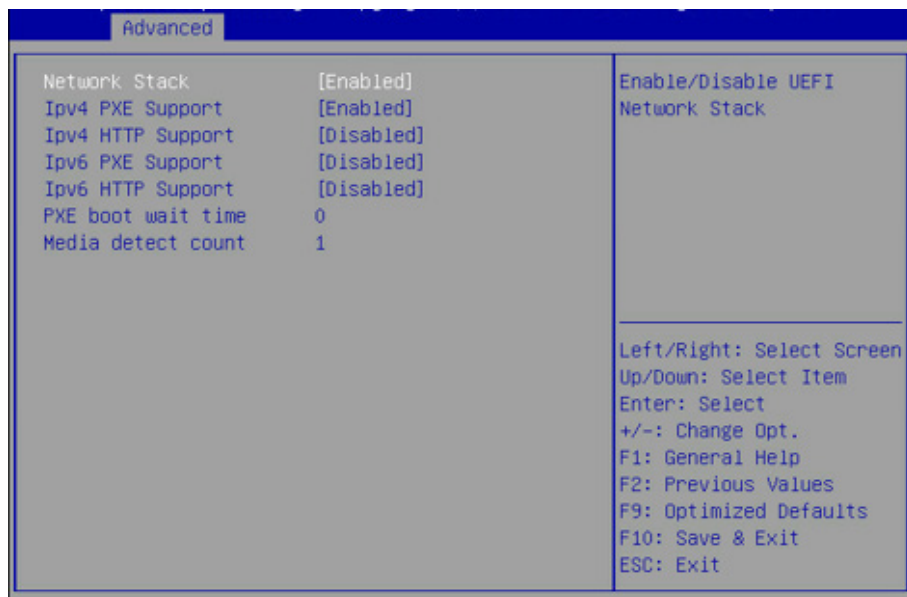 Advanced
Network Stack [Enabled]
Ipv4 PXE Support [Enabled]
Ipv4 HTTP Support [Disabled]
Ipv6 PXE Support [Disabled]
Ipv6 HTTP Support [Disabled]
PXE boot wait time 0
Media detect count 1
Enable/Disable UEFI
Network Stack
Left/Right: Select Screen
Up/Down: Select Item
Enter: Select
+/-: Change Opt.
F1: General Help
F2: Previous Values
F9: Optimized Defaults
F10: Save & Exit
ESC: Exit